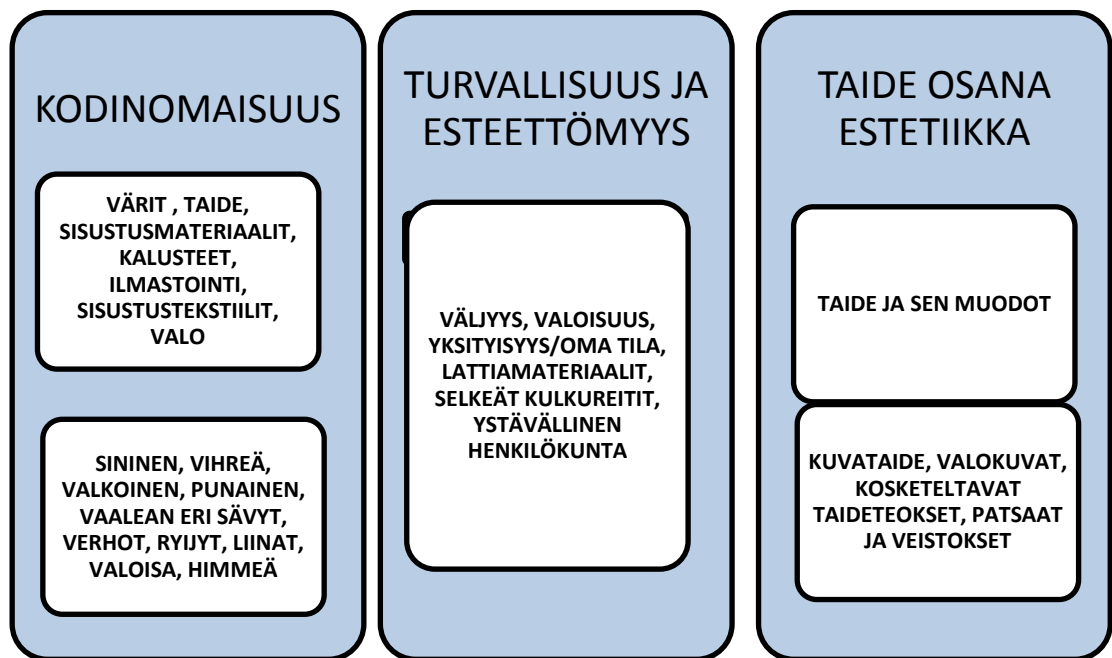 KODINOMAISUUS
VÄRIT , TAIDE,
SISUSTUSMATERIAALIT,
KALUSTEET,
ILMASTOINTI,
SISUSTUSTEKSTIILIT,
VALO
SININEN, VIHREÄ,
VALKOINEN, PUNAINEN,
VAALEAN ERI SÄVYT,
VERHOT, RYIJYT, LIINAT,
VALOISA, HIMMEÄ
TURVALLISUUS JA
ESTEETTÖMYYS
VÄLJYYS, VALOISUUS,
YKSITYISYYS/OMA TILA,
LATTIAMATERIAALIT,
SELKEÄT KULKUREITIT,
YSTÄVÄLLINEN
HENKILÖKUNTA
TAIDE OSANA
ESTETIIKKA
TAIDE JA SEN MUODOT
KUVATAIDE, VALOKUVAT,
KOSKETELTAVAT
TAIDETEOKSET, PATSAAT
JA VEISTOKSET